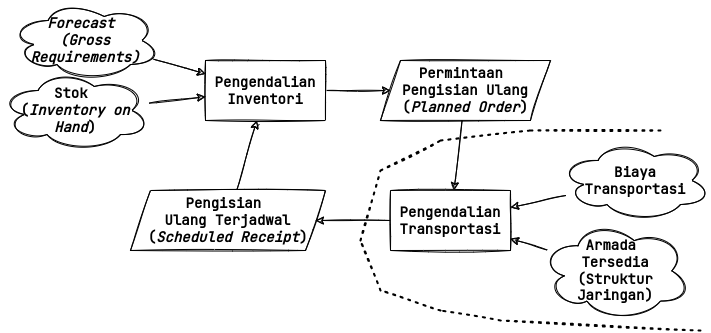 Forecast
(Gross
Requirements)
Stok
(Inventory on
Hand)
Pengendalian
Inventori
Permintaan
Pengisian Ulang
(Planned Order)
Pengisian
Ulang Terjadwal
(Scheduled Receipt)
Pengendalian
Transportasi
Biaya
Transportasi
Armada
Tersedia
(Struktur
Jaringan)